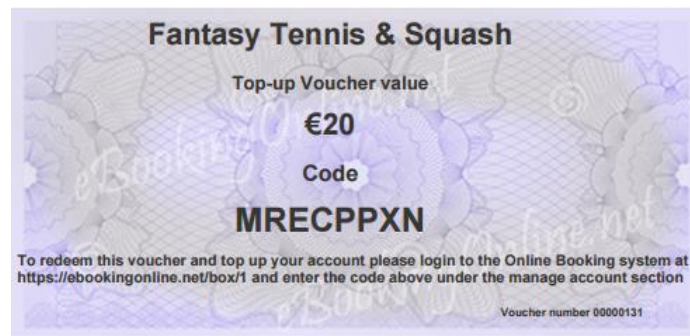 Fantasy Tennis & Squash
Top-up Voucher value
€20
Code
MRECPPXN
To redeem this voucher and top up your account please login to the Online Booking system at
https://ebookingonline.net/box/1 and enter the code above under the manage account section
Voucher number 00000131
eBookingOnline.net